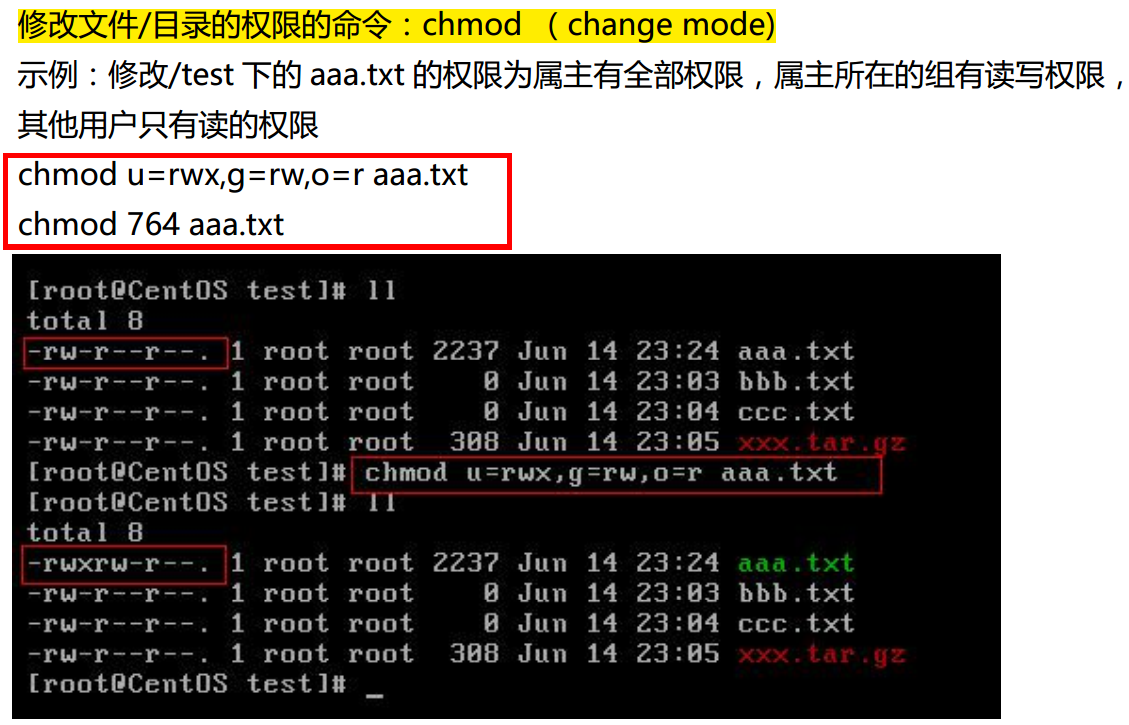 修改文件/目录的权限的命令：chmod （ change mode)
示例：修改/test 下的 aaa.txt 的权限为属主有全部权限，属主所在的组有读写权限，
其他用户只有读的权限
chmod u=rwx,g=rw,o=r aaa.txt
chmod 764 aaa.txt
[root@CentOS test]# ll
total 8
-rw-r--r--. 1 root root 2237 Jun 14 23:24 aaa.txt
-rw-r--r--. 1 root root    0 Jun 14 23:03 bbb.txt
-rw-r--r--. 1 root root    0 Jun 14 23:04 ccc.txt
-rw-r--r--. 1 root root  308 Jun 14 23:05 xxx.tar.gz
[root@CentOS test]# chmod u=rwx,g=rw,o=r aaa.txt
[root@CentOS test]# ll
total 8
-rwxrw-r--. 1 root root 2237 Jun 14 23:24 aaa.txt
-rw-r--r--. 1 root root    0 Jun 14 23:03 bbb.txt
-rw-r--r--. 1 root root    0 Jun 14 23:04 ccc.txt
-rw-r--r--. 1 root root  308 Jun 14 23:05 xxx.tar.gz
[root@CentOS test]# _